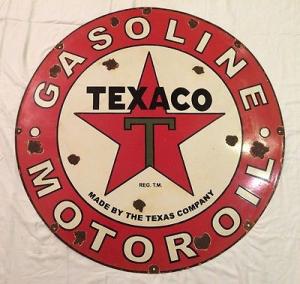 GASOLINE
TEXACO
T
REG. T.M.
MADE BY THE TEXAS COMPANY
MOTOR OIL